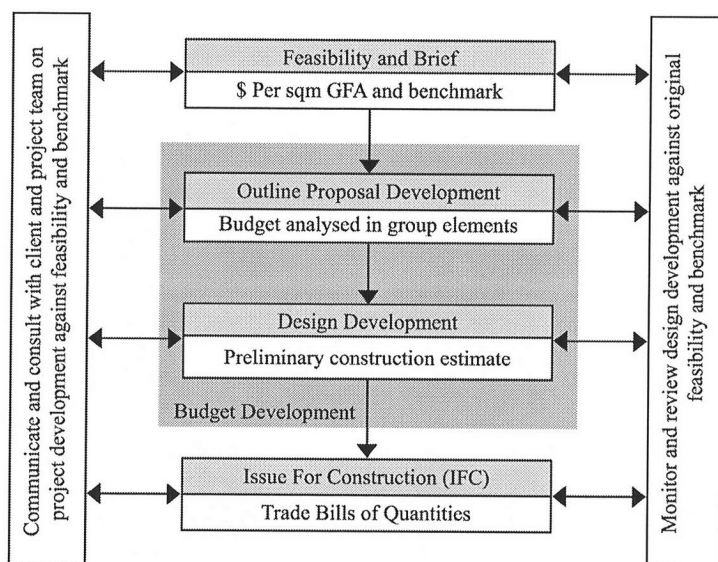 Communicate and consult with client and project team on
project development against feasibility and benchmark
Feasibility and Brief
$ Per sqm GFA and benchmark
Outline Proposal Development
Budget analysed in group elements
Design Development
Preliminary construction estimate
Budget Development
Issue For Construction (IFC)
Trade Bills of Quantities
Monitor and review design development against original
feasibility and benchmark